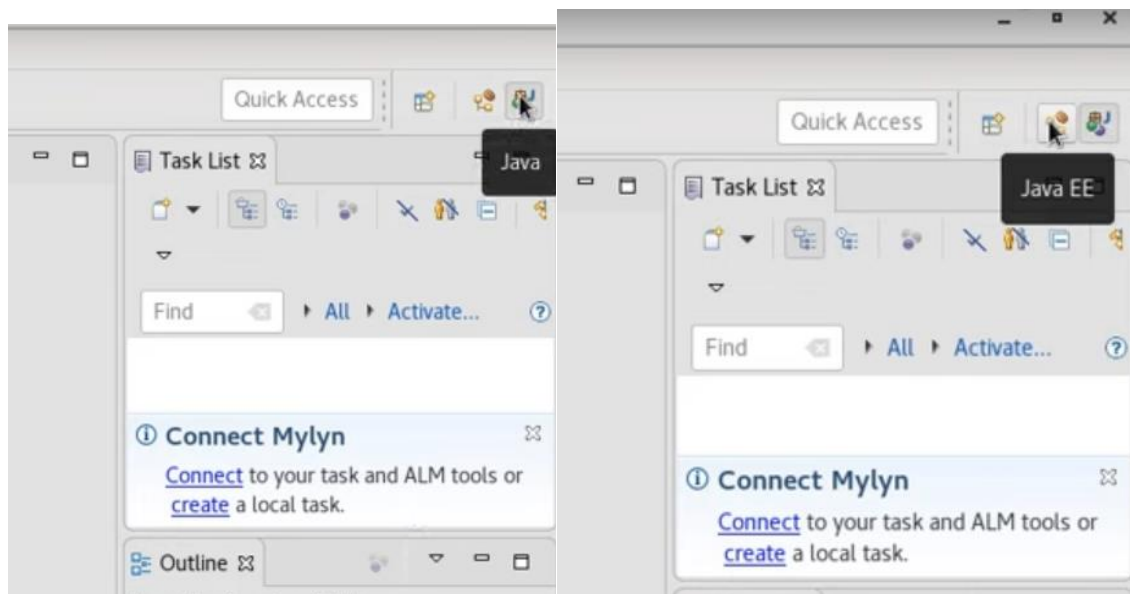 Quick Access
Java
Task List
Find
All
Activate...
Connect Mylyn
Connect to your task and ALM tools or
create a local task.
Outline
Quick Access
Java EE
Task List
Find
All
Activate...
Connect Mylyn
Connect to your task and ALM tools or
create a local task.